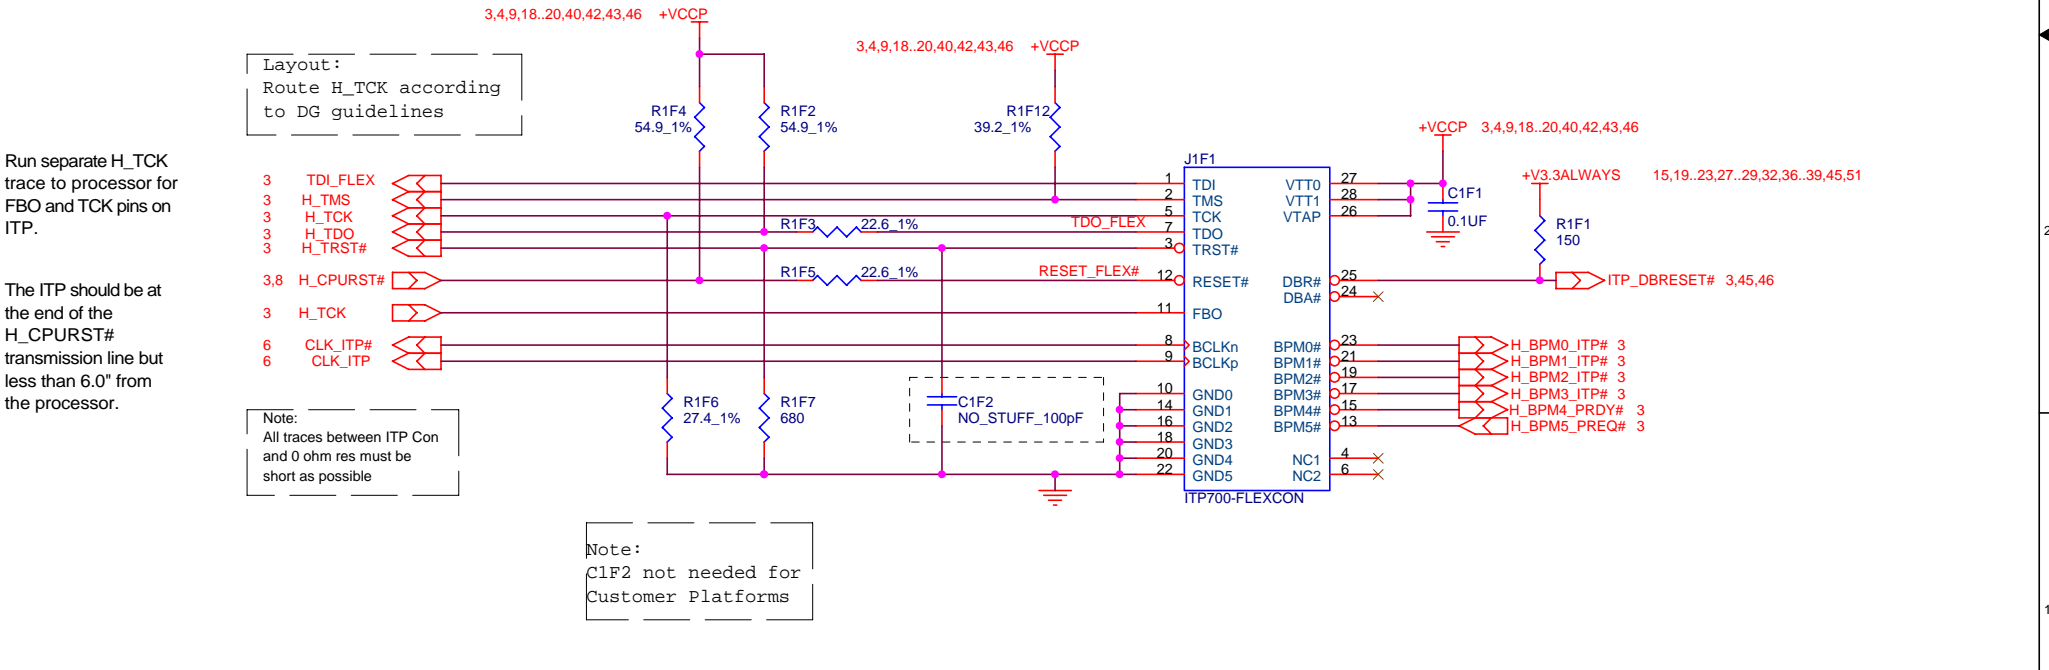 3,4,9,18..20,40,42,43,46 +VCCP
3,4,9,18..20,40,42,43,46 +VCCP
Layout:
Route H_TCK according
to DG guidelines
R1F4
54.9_1%
R1F2
54.9_1%
R1F12
39.2_1%
+VCCP 3,4,9,18..20,40,42,43,46
Run separate H_TCK
trace to processor for
FBO and TCK pins on
ITP.
The ITP should be at
the end of the
H_CPURST#
transmission line but
less than 6.0" from
the processor.
3 TDI_FLEX
3 H_TMS
3 H_TCK
3 H_TDO
3 H_TRST#
3,8 H_CPURST#
3 H_TCK
6 CLK_ITP#
6 CLK_ITP
R1F3 22.6_1%
TDO_FLEX
R1F5 22.6_1%
RESET_FLEX#
J1F1
1 TDI
2 TMS
5 TCK
7 TDO
3 TRST#
12 RESET#
11 FBO
8 BCLKn
9 BCLKp
10 GND0
14 GND1
16 GND2
18 GND3
20 GND4
22 GND5
VTT0 27
VTT1 28
VTAP 26
DBR# 25
DBA# 24
BPM0# 23
BPM1# 21
BPM2# 19
BPM3# 17
BPM4# 15
BPM5# 13
NC1 4
NC2 6
ITP700-FLEXCON
C1F1
0.1UF
+V3.3ALWAYS 15,19..23,27..29,32,36..39,45,51
R1F1
150
ITP_DBRESET# 3,45,46
H_BPM0_ITP# 3
H_BPM1_ITP# 3
H_BPM2_ITP# 3
H_BPM3_ITP# 3
H_BPM4_PRDY# 3
H_BPM5_PREQ# 3
R1F6
27.4_1%
R1F7
680
C1F2
NO_STUFF_100pF
Note:
All traces between ITP Con
and 0 ohm res must be
short as possible
Note:
C1F2 not needed for
Customer Platforms
2
1